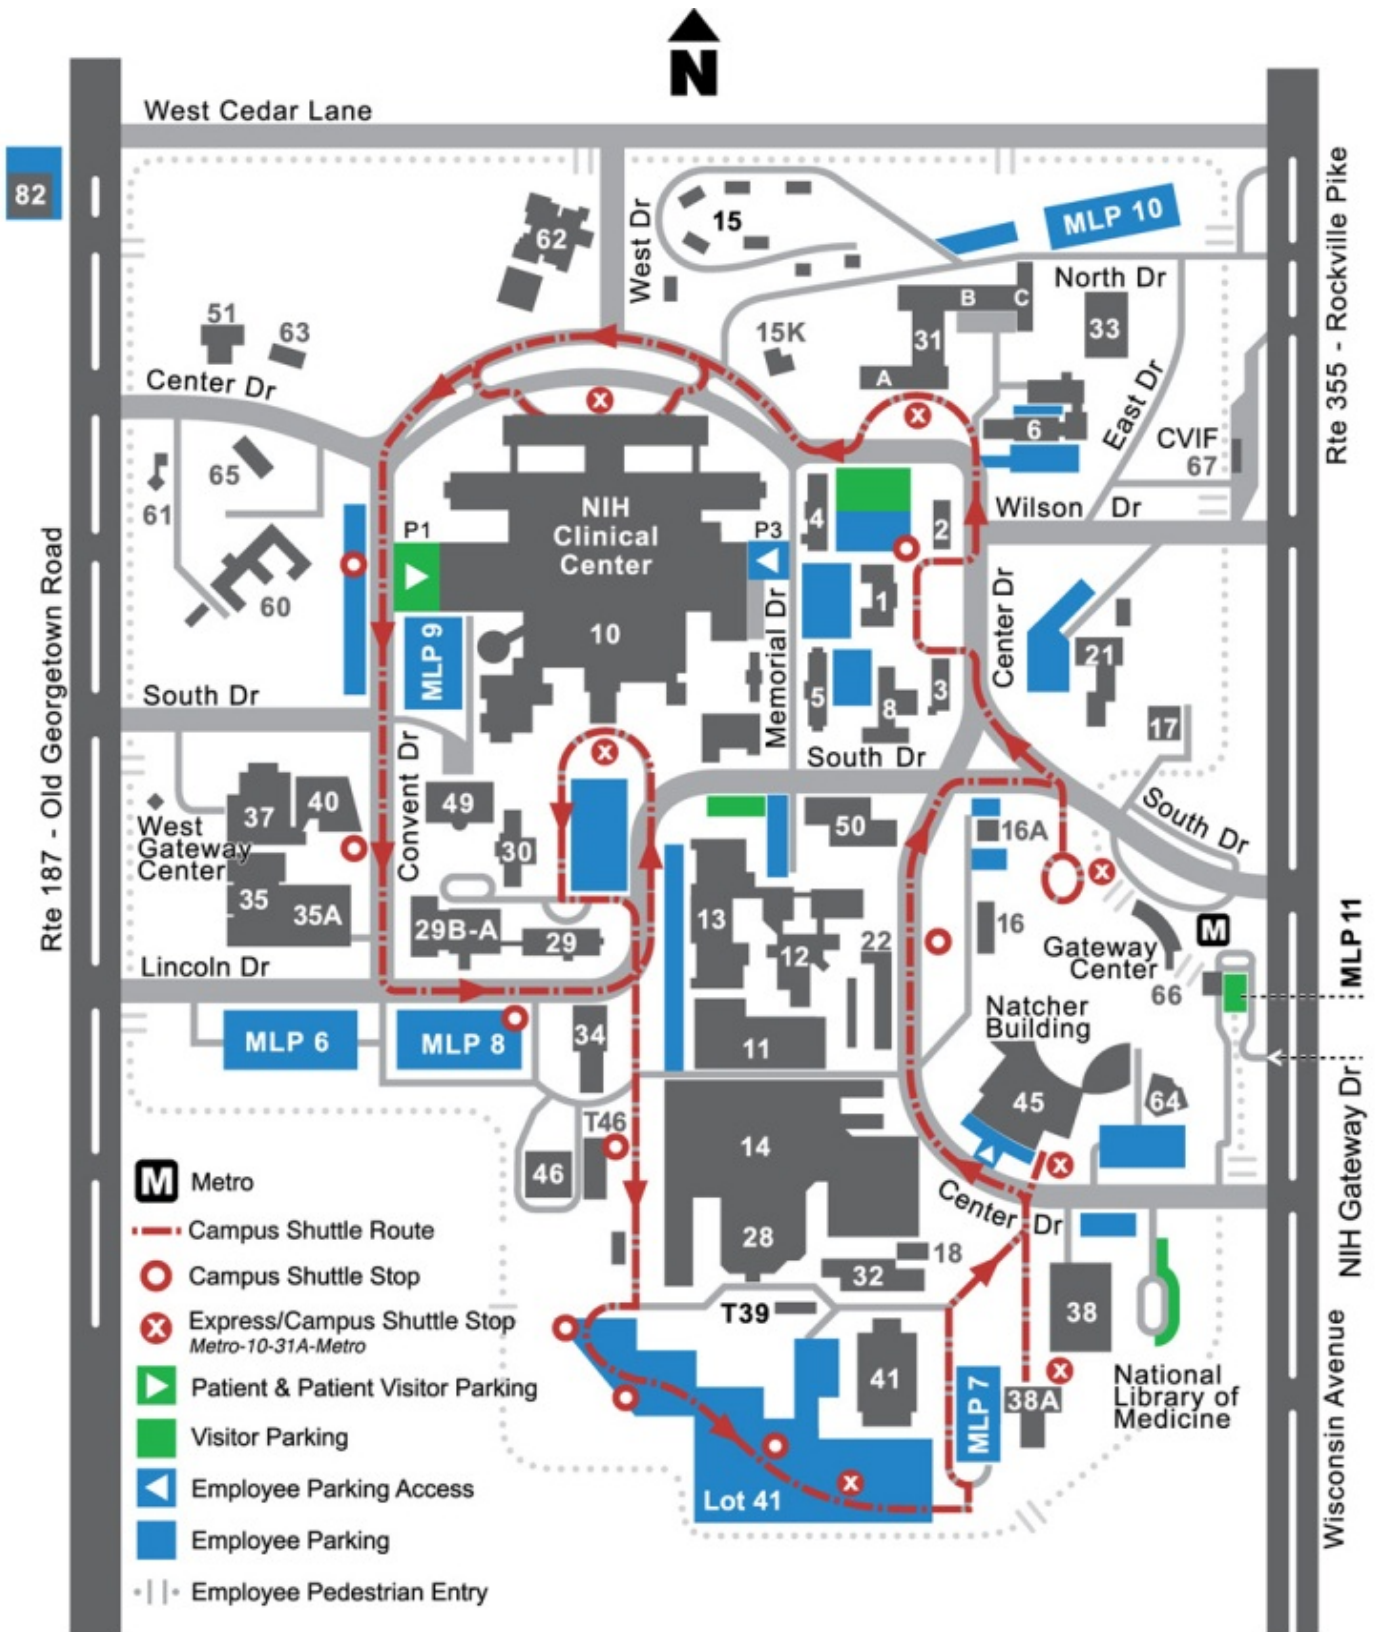 N
West Cedar Lane
82
62
West Dr
15
MLP 10
Rte 355 - Rockville Pike
North Dr
B
C
51
63
15K
31
33
A
Center Dr
East Dr
6
CVIF
67
65
61
NIH
Clinical
Center
P1
P3
4
2
Wilson Dr
60
10
MLP 9
Memorial Dr
1
Center Dr
21
5
8
3
17
Rte 187 - Old Georgetown Road
South Dr
South Dr
South Dr
37
40
Convent Dr
49
30
50
16A
West
Gateway
Center
35
35A
29B-A
29
13
12
22
16
M
Gateway
Center
66
MLP 11
Lincoln Dr
Natcher
Building
MLP 6
MLP 8
34
11
45
64
NIH Gateway Dr
T46
46
14
28
Center Dr
18
32
T39
38
41
MLP 7
38A
National
Library of
Medicine
Lot 41
Wisconsin Avenue
M Metro
Campus Shuttle Route
Campus Shuttle Stop
X Express/Campus Shuttle Stop
Metro-10-31A-Metro
Patient & Patient Visitor Parking
Visitor Parking
Employee Parking Access
Employee Parking
Employee Pedestrian Entry
x
x
x
x
x
x
x